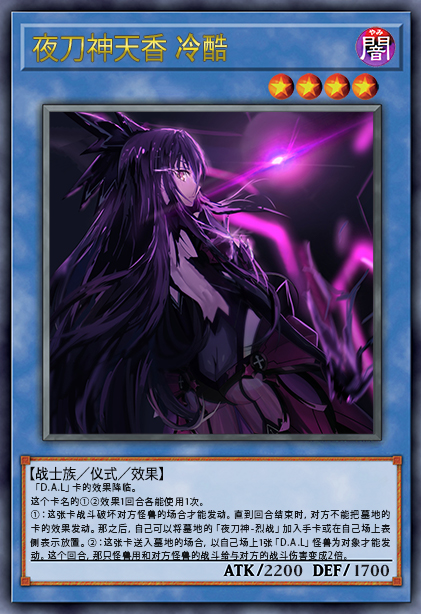 夜刀神天香 冷酷
やみ
闇
【战士族／仪式／效果】
「D.A.L」卡的效果降临。
这个卡名的①②效果1回合各能使用1次。
①：这张卡战斗破坏对方怪兽的场合才能发动。直到回合结束时，对方不能把墓地的
卡的效果发动。那之后，自己可以将墓地的「夜刀神-烈战」加入手卡或在自己场上表
侧表示放置。②：这张卡送入墓地的场合，以自己场上1张「D.A.L」怪兽为对象才能发
动。这个回合，那只怪兽用和对方怪兽的战斗给与对方的战斗伤害变成2倍。
ATK/2200 DEF/1700